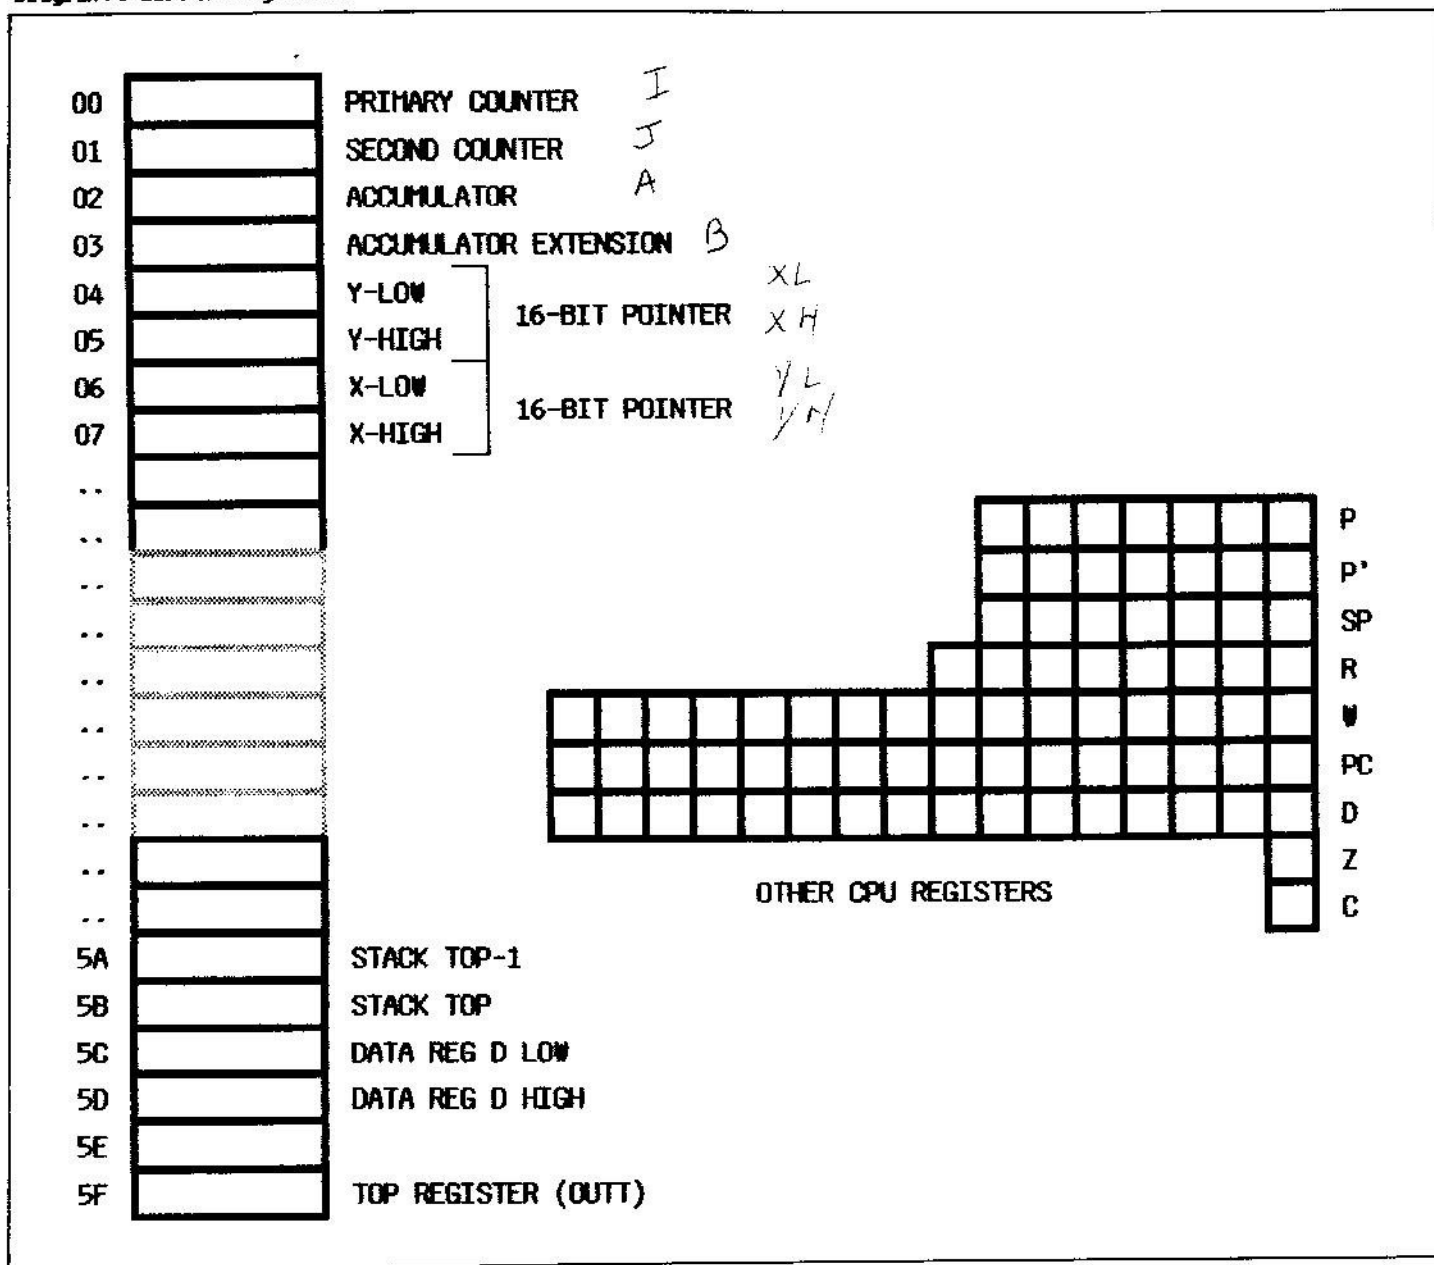 00 PRIMARY COUNTER I
01 SECOND COUNTER J
02 ACCUMULATOR A
03 ACCUMULATOR EXTENSION B
04 Y-LOW XL
16-BIT POINTER
05 Y-HIGH XH
06 X-LOW YL
16-BIT POINTER
07 X-HIGH YH
..
..
..
..
..
..
..
..
..
..
5A STACK TOP-1
5B STACK TOP
5C DATA REG D LOW
5D DATA REG D HIGH
5E
5F TOP REGISTER (OUTT)
P
P'
SP
R
W
PC
D
Z
C
OTHER CPU REGISTERS